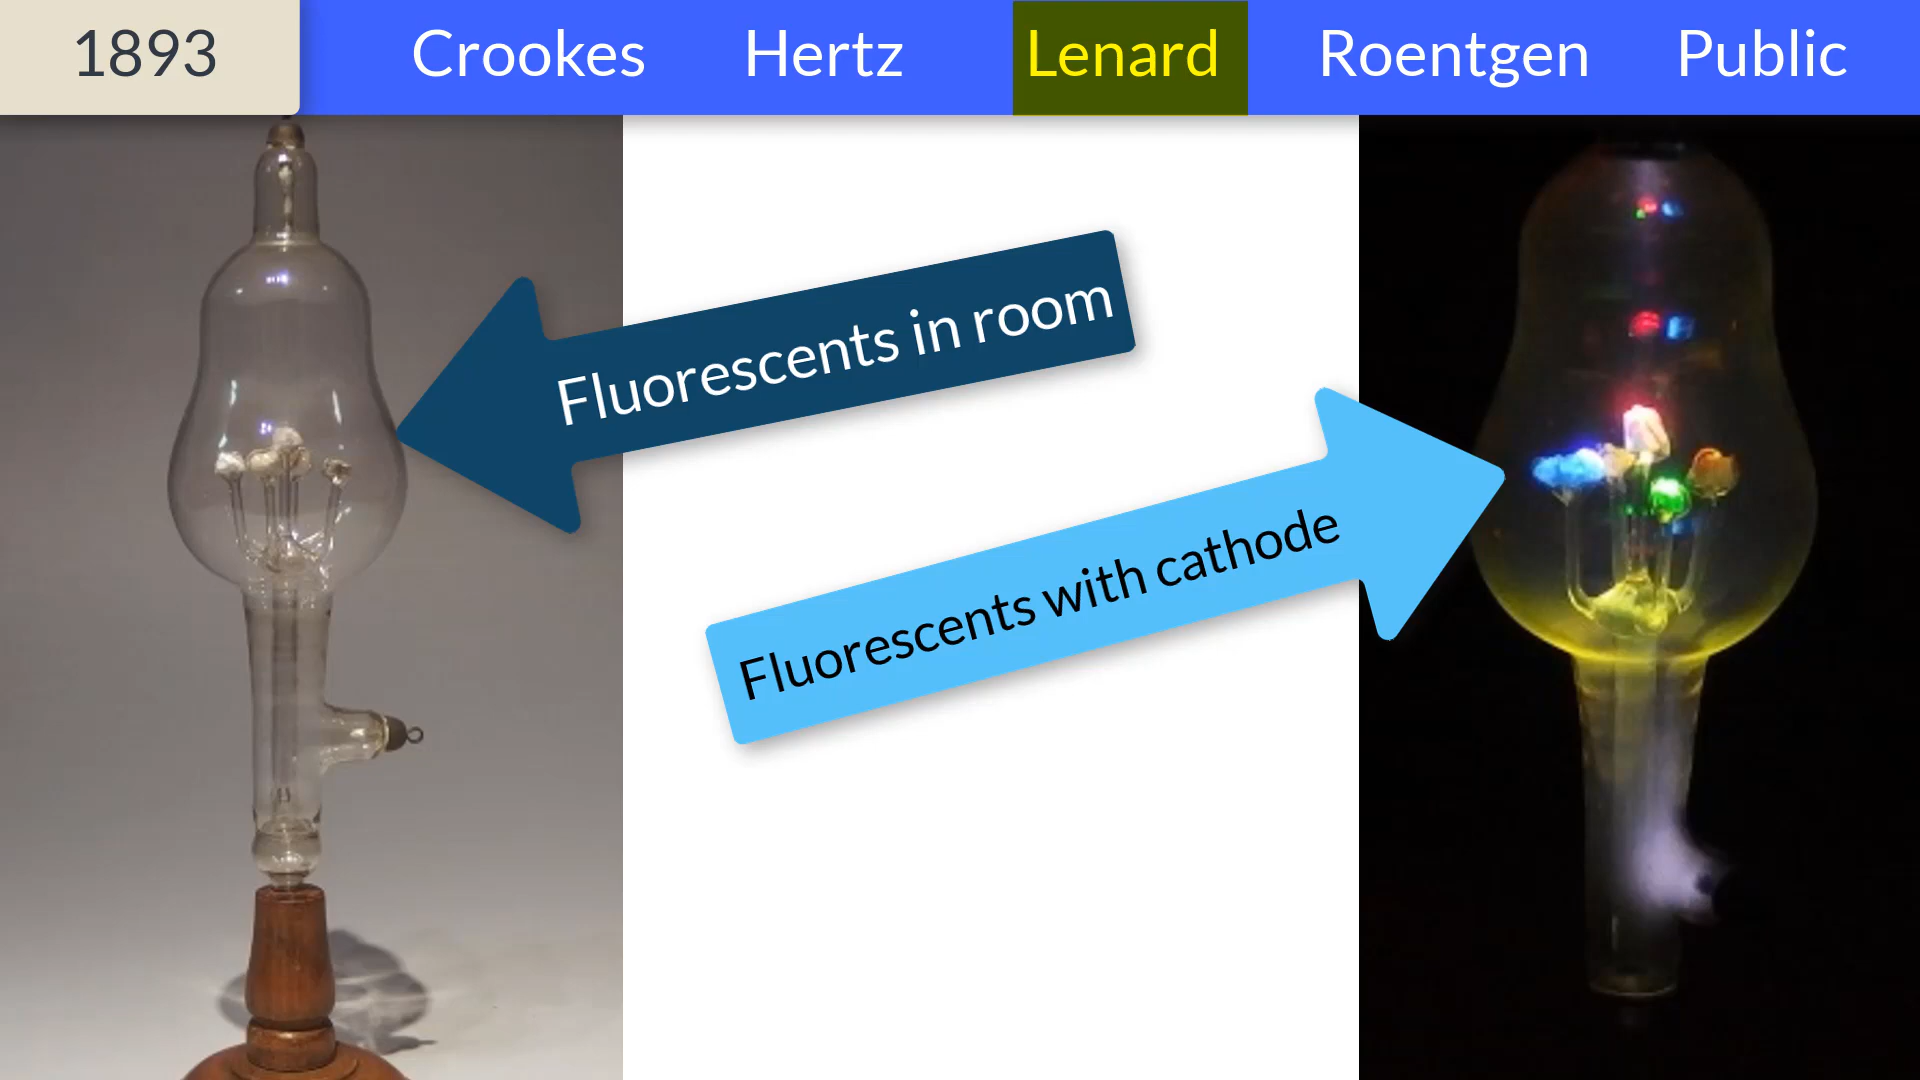 1893
Crookes
Hertz
Lenard
Roentgen
Public
Fluorescents in room
Fluorescents with cathode